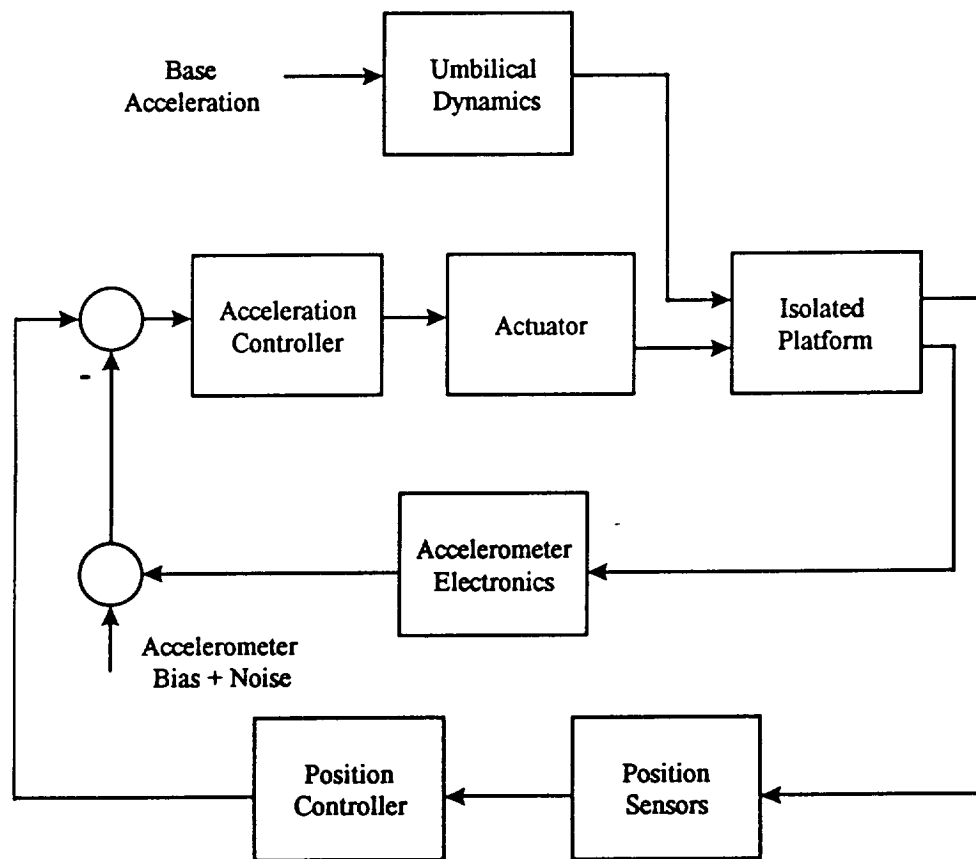 Base
Acceleration
Umbilical
Dynamics
Acceleration
Controller
Actuator
Isolated
Platform
-
Accelerometer
Electronics
Accelerometer
Bias + Noise
Position
Controller
Position
Sensors